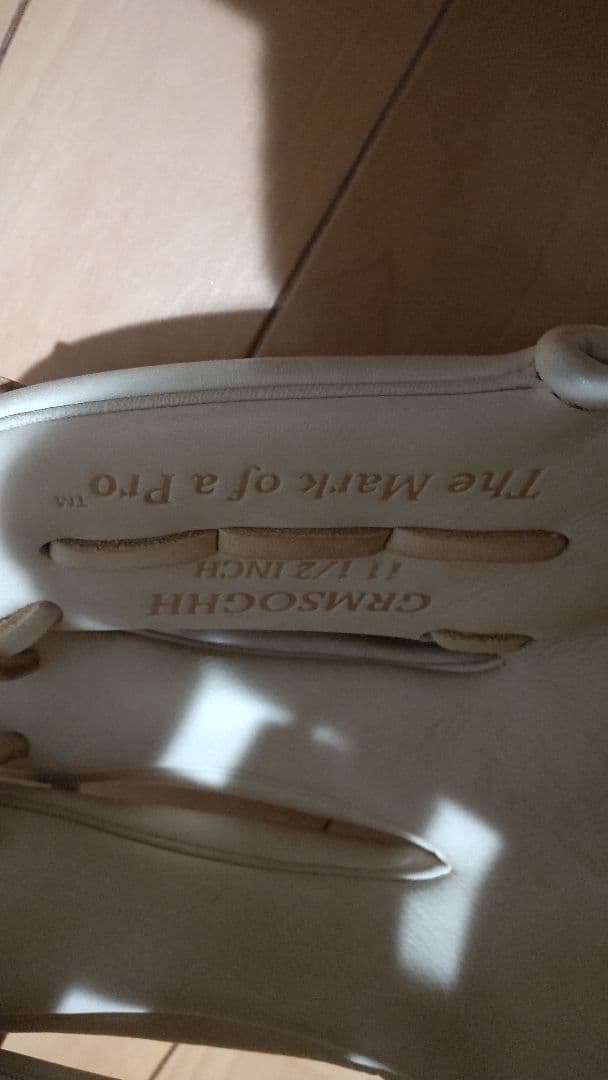 GRMSOGHH
11 1/2 INCH
The Mark of a Pro™